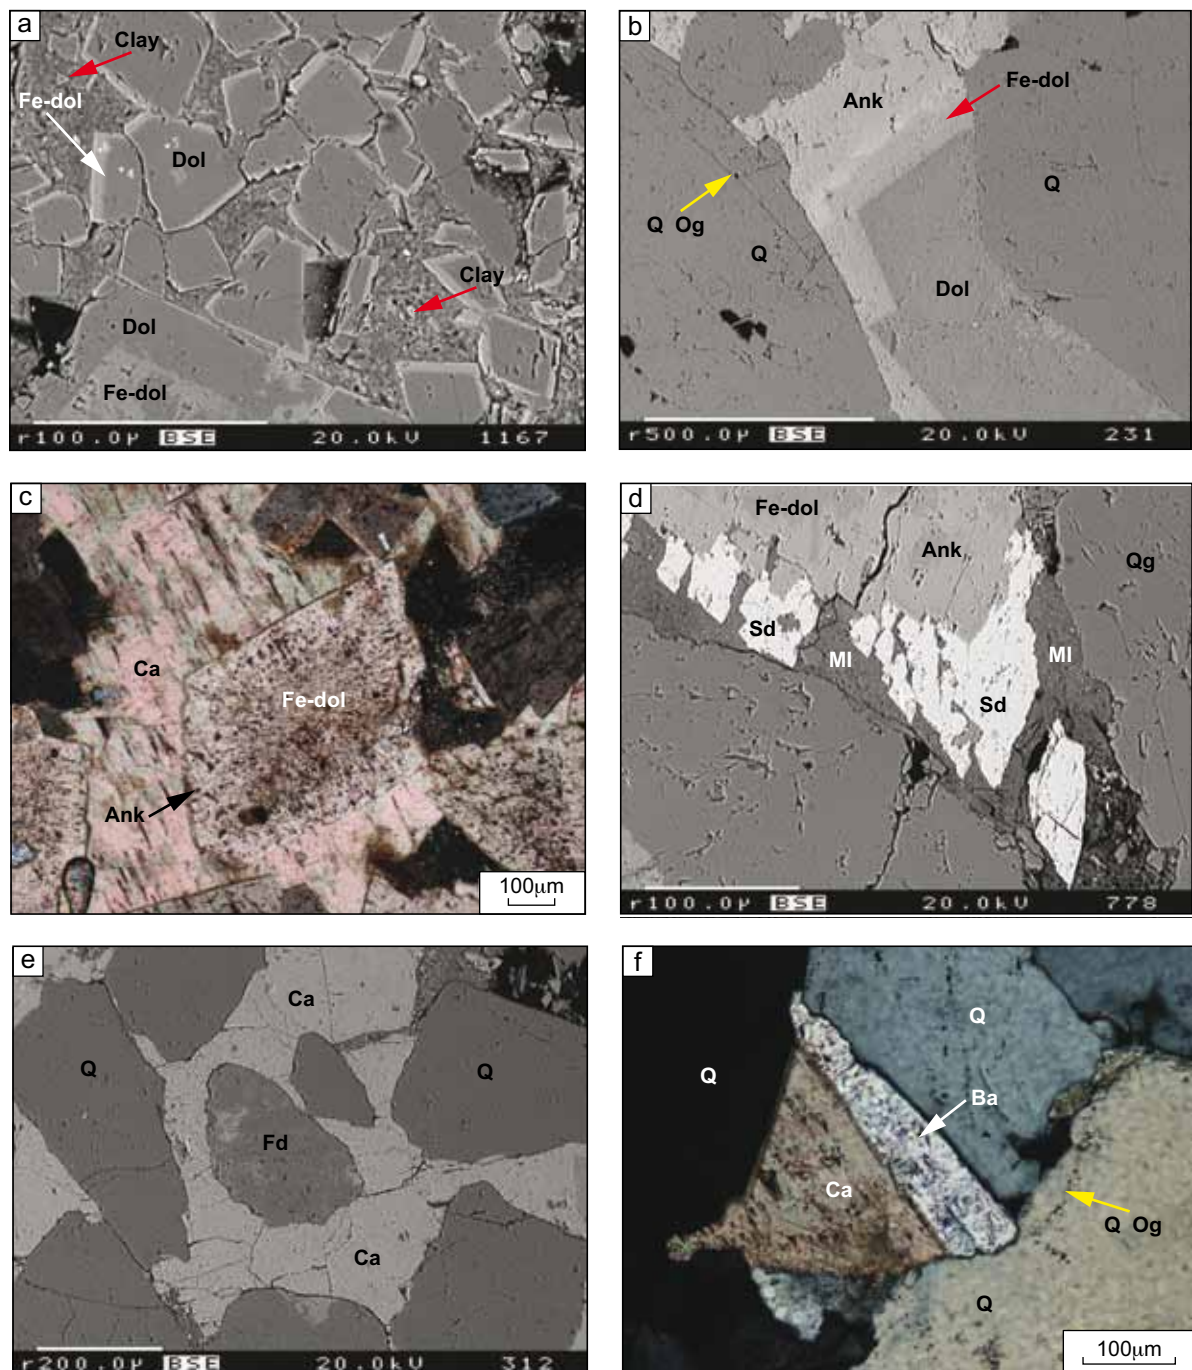 a
Clay
Fe-dol
Dol
Clay
Dol
Fe-dol
r100.0µ BSE 20.0kV 1167
b
Ank
Fe-dol
Q
Q Og
Q
Dol
r500.0µ BSE 20.0kV 231
c
Ca
Fe-dol
Ank
100µm
d
Fe-dol
Ank
Qg
Sd
Ml
Ml
Sd
r100.0µ BSE 20.0kV 778
e
Ca
Q
Q
Fd
Ca
r200.0µ BSE 20.0kV 312
f
Q
Q
Ba
Ca
Q Og
Q
100µm